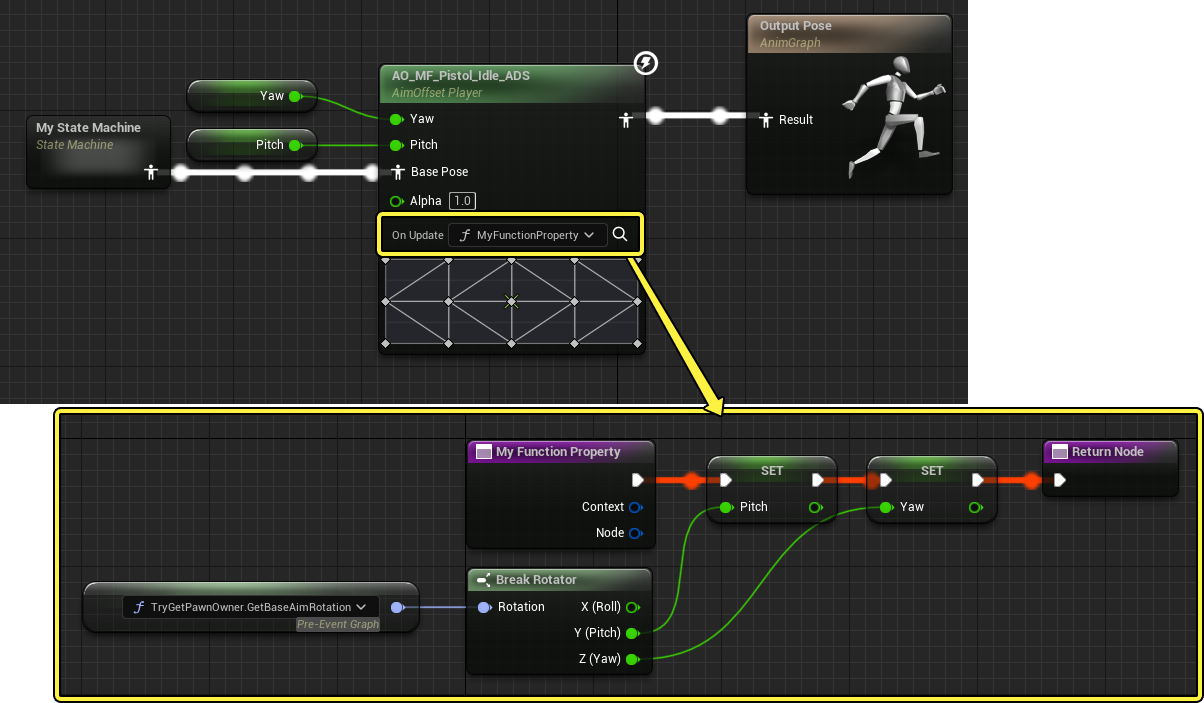 Output Pose
AnimGraph
AO_MF_Pistol_Idle_ADS
AimOffset Player
Yaw
Yaw
My State Machine
State Machine
Result
Pitch
Pitch
Base Pose
Alpha 1.0
On Update f MyFunctionProperty
My Function Property
Return Node
SET
SET
Context
Pitch
Yaw
Node
Break Rotator
f TryGetPawnOwner.GetBaseAimRotation
Pre-Event Graph
Rotation
X (Roll)
Y (Pitch)
Z (Yaw)